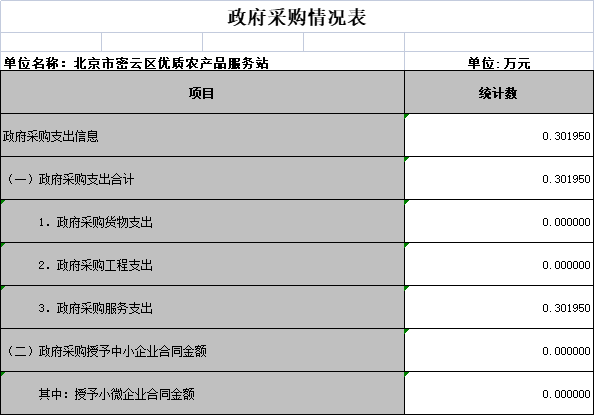 政府采购情况表
单位名称：北京市密云区优质农产品服务站 单位:万元
项目 统计数
政府采购支出信息 0.301950
（一）政府采购支出合计 0.301950
1．政府采购货物支出 0.000000
2．政府采购工程支出 0.000000
3．政府采购服务支出 0.301950
（二）政府采购授予中小企业合同金额 0.000000
其中：授予小微企业合同金额 0.000000